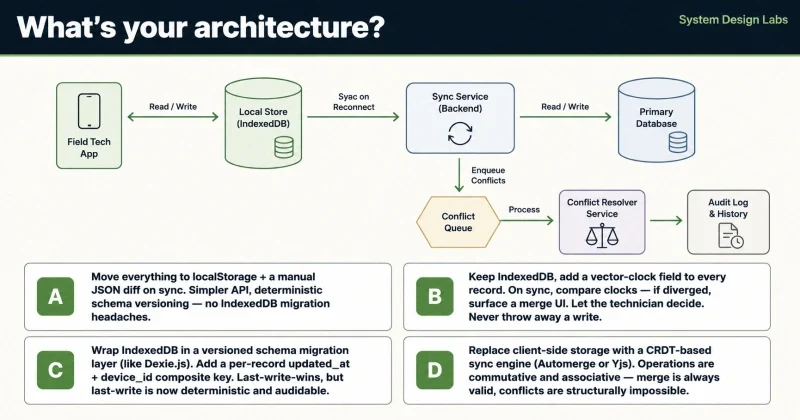 What's your architecture?
System Design Labs
Field Tech
App
Read / Write
Local Store
(IndexedDB)
Syac on
Reconnect
Sync Service
(Backend)
Read / Write
Primary
Database
Enqueue
Conflicts
Conflict
Queue
Process
Conflict Resolver
Service
Audit Log
& History
A
Move everything to localStorage + a manual
JSON diff on sync. Simpler API, deterministic
schema versioning — no IndexedDB migration
headaches.
B
Keep IndexedDB, add a vector-clock field to every
record. On sync, compare clocks — if diverged,
surface a merge UI. Let the technician decide.
Never throw away a write.
C
Wrap IndexedDB in a versioned schema migration
layer (like Dexie.js). Add a per-record updated_at
+ device_id composite key. Last-write-wins, but
last-write is now deterministic and audidable.
D
Replace client-side storage with a CRDT-based
sync engine (Automerge or Yjs). Operations are
commutative and associative — merge is always
valid, conflicts are structurally impossible.